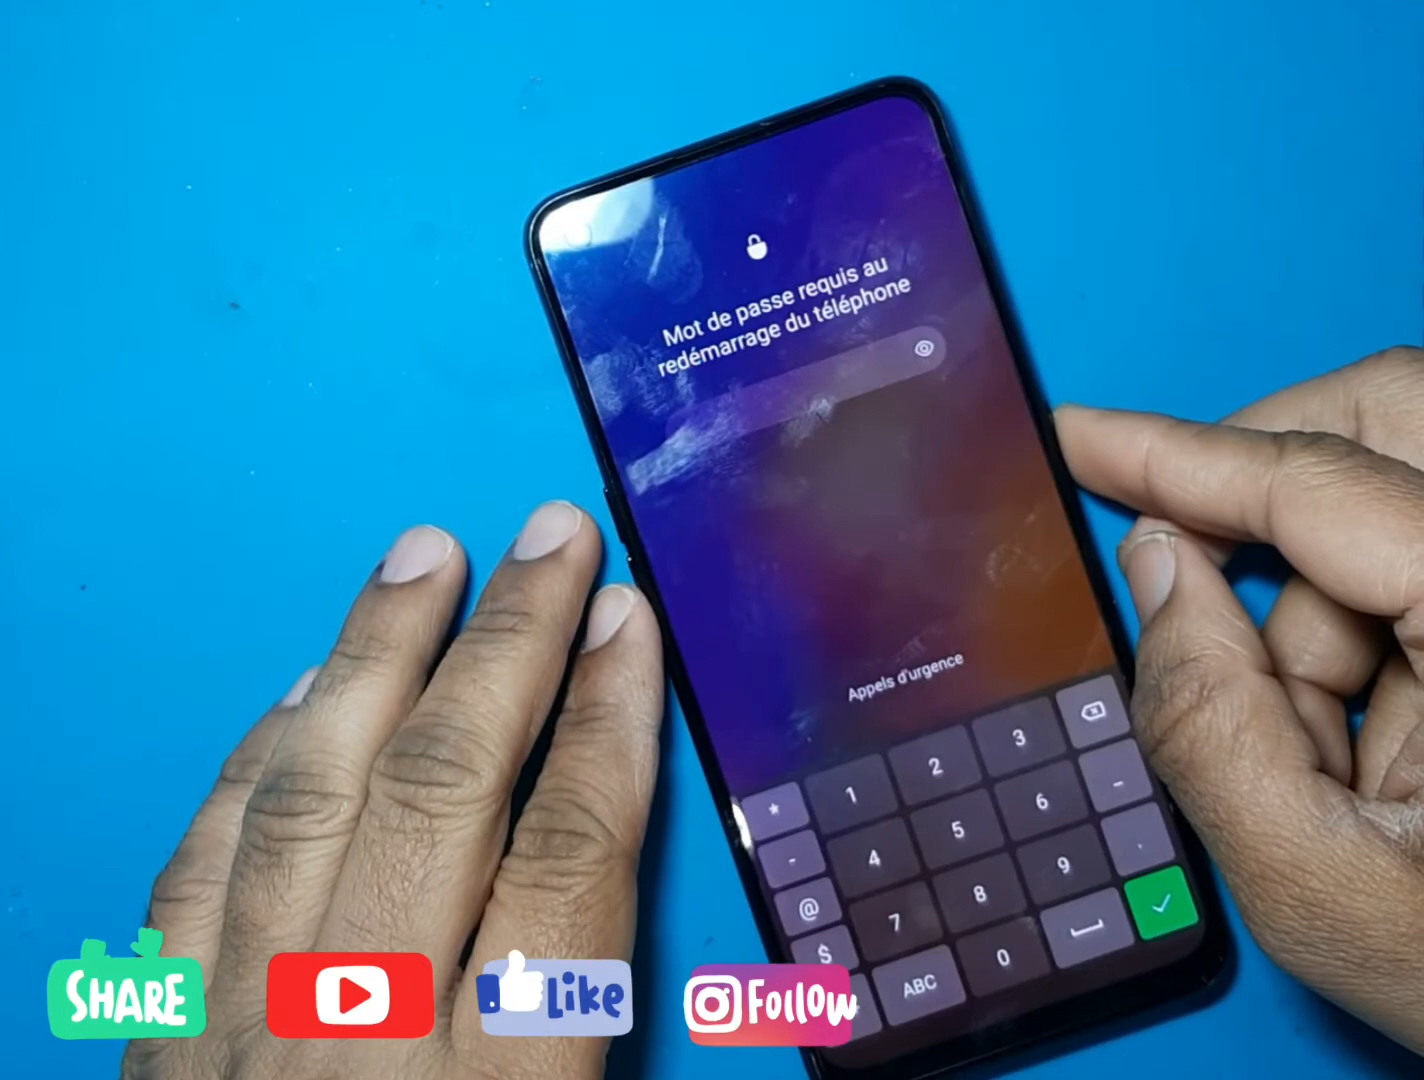 Mot de passe requis au
redémarrage du téléphone
Appels d'urgence
* 1 2 3
- 4 5 6 _
@ 7 8 9 .
$ ABC 0
SHARE
Like
Follow